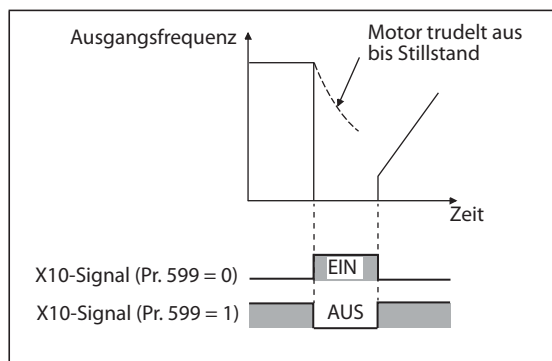 Ausgangsfrequenz
Motor trudelt aus
bis Stillstand
Zeit
X10-Signal (Pr. 599 = 0)
EIN
X10-Signal (Pr. 599 = 1)
AUS